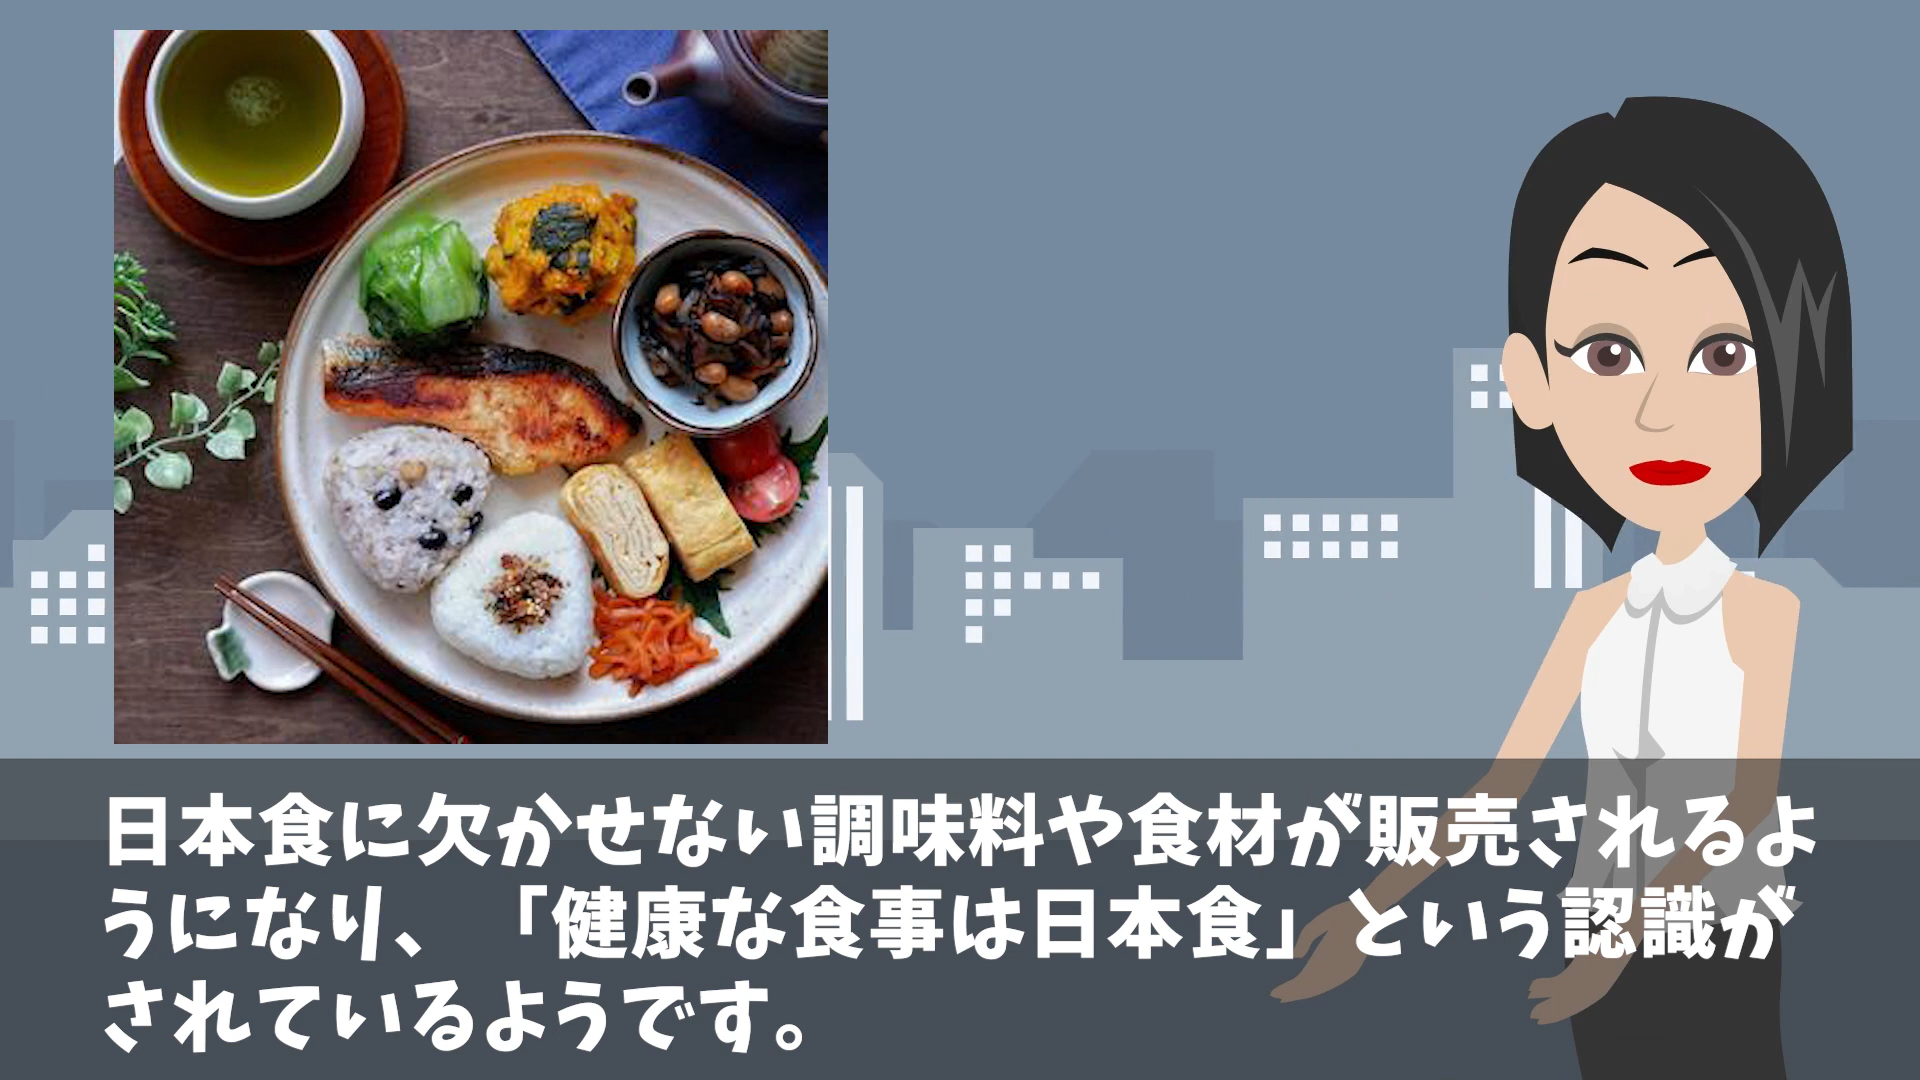 日本食に欠かせない調味料や食材が販売されるよ
うになり、「健康な食事は日本食」という認識が
されているようです。